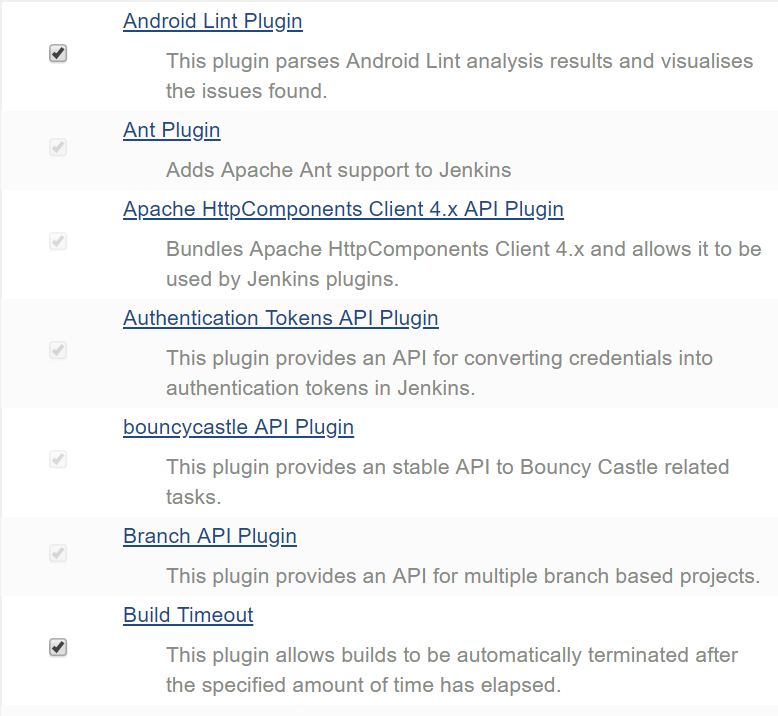 Android Lint Plugin
This plugin parses Android Lint analysis results and visualises
the issues found.
Ant Plugin
Adds Apache Ant support to Jenkins
Apache HttpComponents Client 4.x API Plugin
Bundles Apache HttpComponents Client 4.x and allows it to be
used by Jenkins plugins.
Authentication Tokens API Plugin
This plugin provides an API for converting credentials into
authentication tokens in Jenkins.
bouncycastle API Plugin
This plugin provides an stable API to Bouncy Castle related
tasks.
Branch API Plugin
This plugin provides an API for multiple branch based projects.
Build Timeout
This plugin allows builds to be automatically terminated after
the specified amount of time has elapsed.